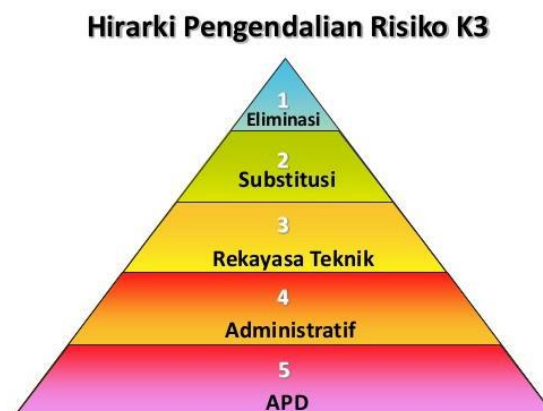 Hirarki Pengendalian Risiko K3
1
Eliminasi
2
Substitusi
3
Rekayasa Teknik
4
Administratif
5
APD